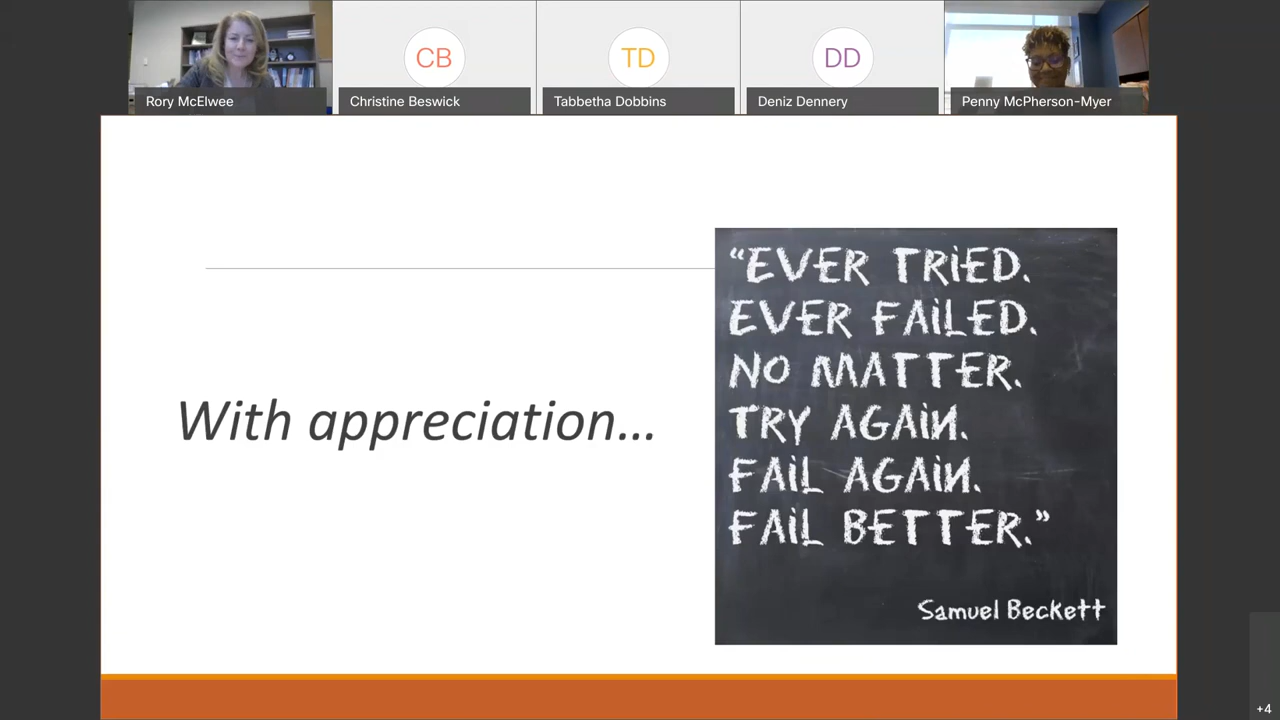 CB
TD
DD
Rory McElwee
Christine Beswick
Tabbetha Dobbins
Deniz Dennery
Penny McPherson-Myer
With appreciation...
“EVER TRiED.
EVER FAiLED.
NO MATTER.
TRY AGAiN.
FAiL AGAiN.
FAiL BETTER.”
Samuel Beckett
+4